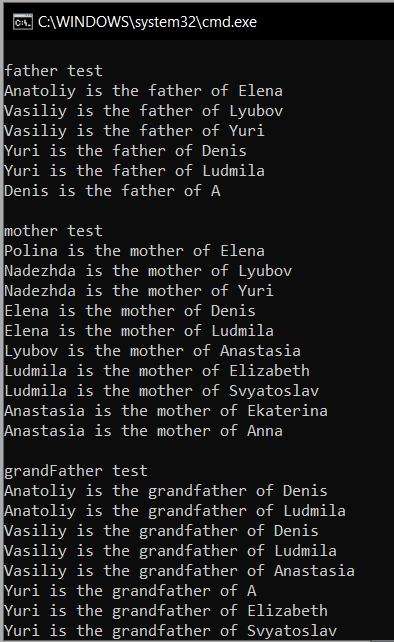 C:\WINDOWS\system32\cmd.exe
father test
Anatoliy is the father of Elena
Vasiliy is the father of Lyubov
Vasiliy is the father of Yuri
Yuri is the father of Denis
Yuri is the father of Ludmila
Denis is the father of A
mother test
Polina is the mother of Elena
Nadezhda is the mother of Lyubov
Nadezhda is the mother of Yuri
Elena is the mother of Denis
Elena is the mother of Ludmila
Lyubov is the mother of Anastasia
Ludmila is the mother of Elizabeth
Ludmila is the mother of Svyatoslav
Anastasia is the mother of Ekaterina
Anastasia is the mother of Anna
grandFather test
Anatoliy is the grandfather of Denis
Anatoliy is the grandfather of Ludmila
Vasiliy is the grandfather of Denis
Vasiliy is the grandfather of Ludmila
Vasiliy is the grandfather of Anastasia
Yuri is the grandfather of A
Yuri is the grandfather of Elizabeth
Yuri is the grandfather of Svyatoslav